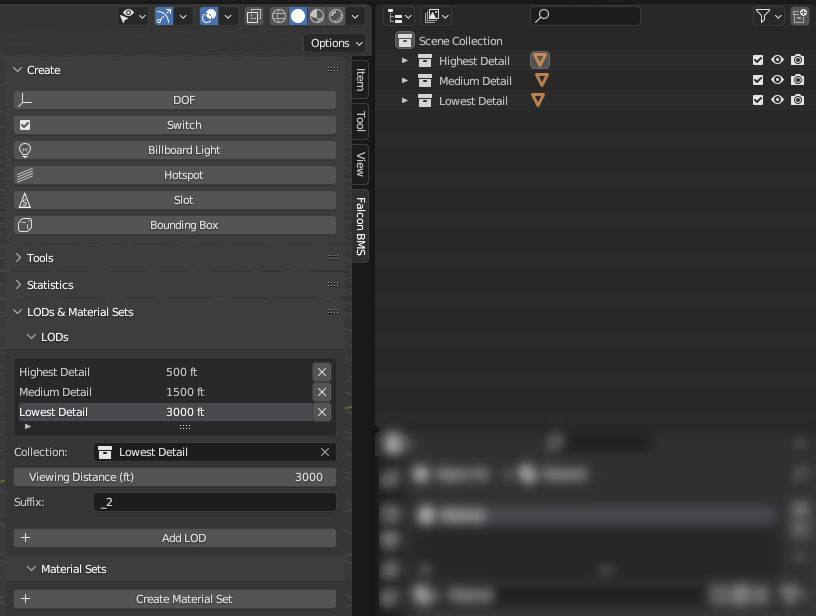 Options
Create
DOF
Switch
Billboard Light
Hotspot
Slot
Bounding Box
Tools
Statistics
LODs & Material Sets
LODs
Highest Detail 500 ft
Medium Detail 1500 ft
Lowest Detail 3000 ft
Collection: Lowest Detail
Viewing Distance (ft) 3000
Suffix: _2
Add LOD
Material Sets
Create Material Set
Item
Tool
View
Falcon BMS
Scene Collection
Highest Detail
Medium Detail
Lowest Detail